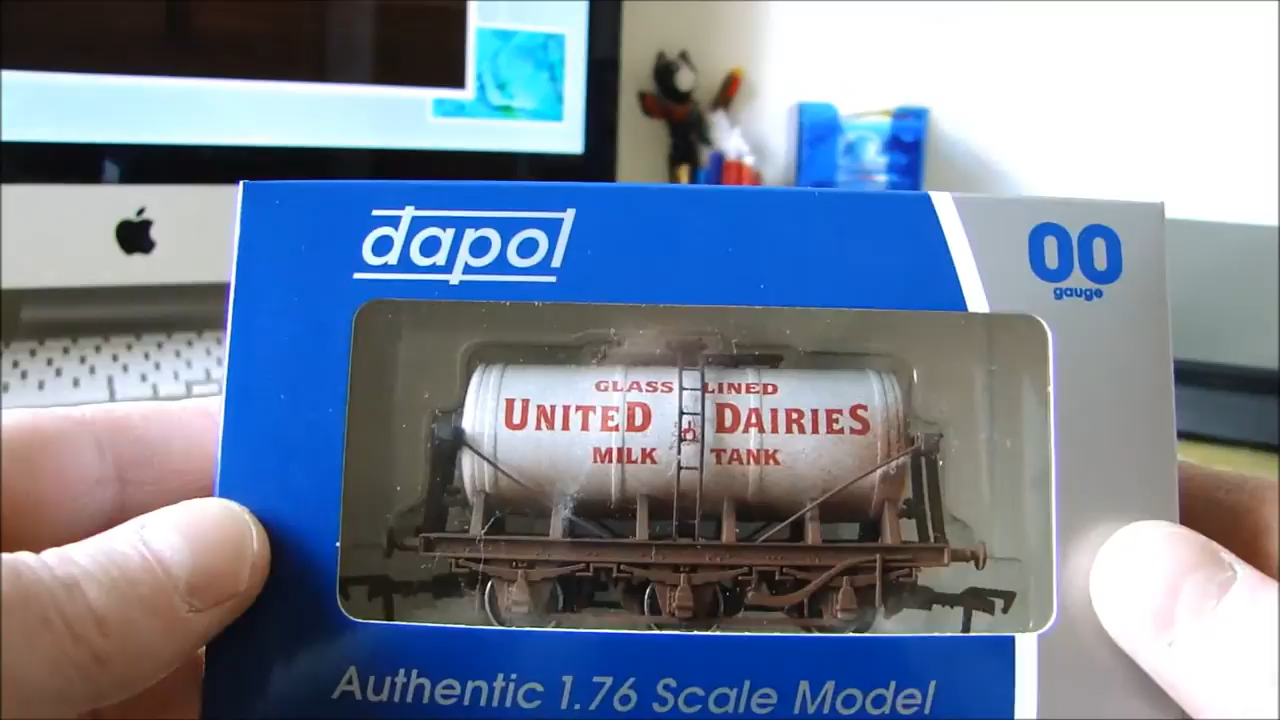 dapol
00
gauge
GLASS LINED
UNITED DAIRIES
MILK TANK
Authentic 1.76 Scale Model